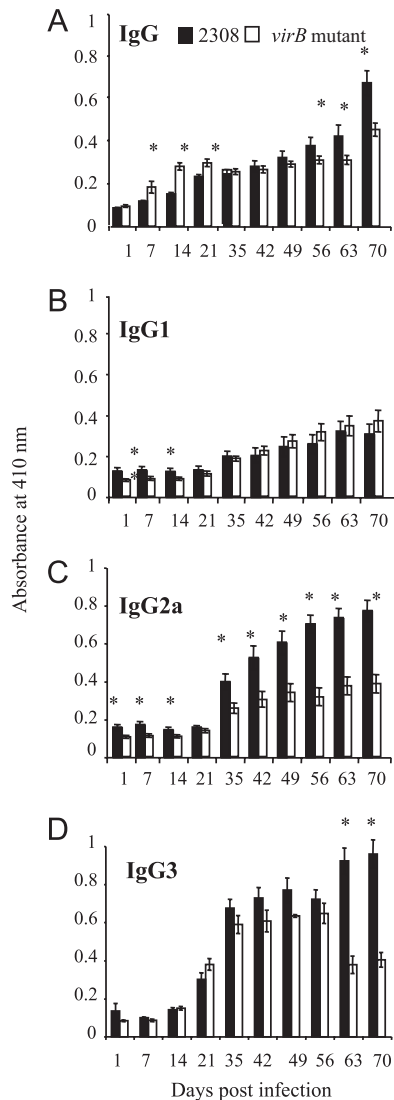 A
IgG 2308 virB mutant
1
0.8
0.6
0.4
0.2
0
* * * * * *
1 7 14 21 35 42 49 56 63 70
B
IgG1
1
0.8
0.6
0.4
0.2
0
* * *
1 7 14 21 35 42 49 56 63 70
Absorbance at 410 nm
C
IgG2a
1
0.8
0.6
0.4
0.2
0
* * * * * * * * *
1 7 14 21 35 42 49 56 63 70
D
IgG3
1
0.8
0.6
0.4
0.2
0
* *
1 7 14 21 35 42 49 56 63 70
Days post infection